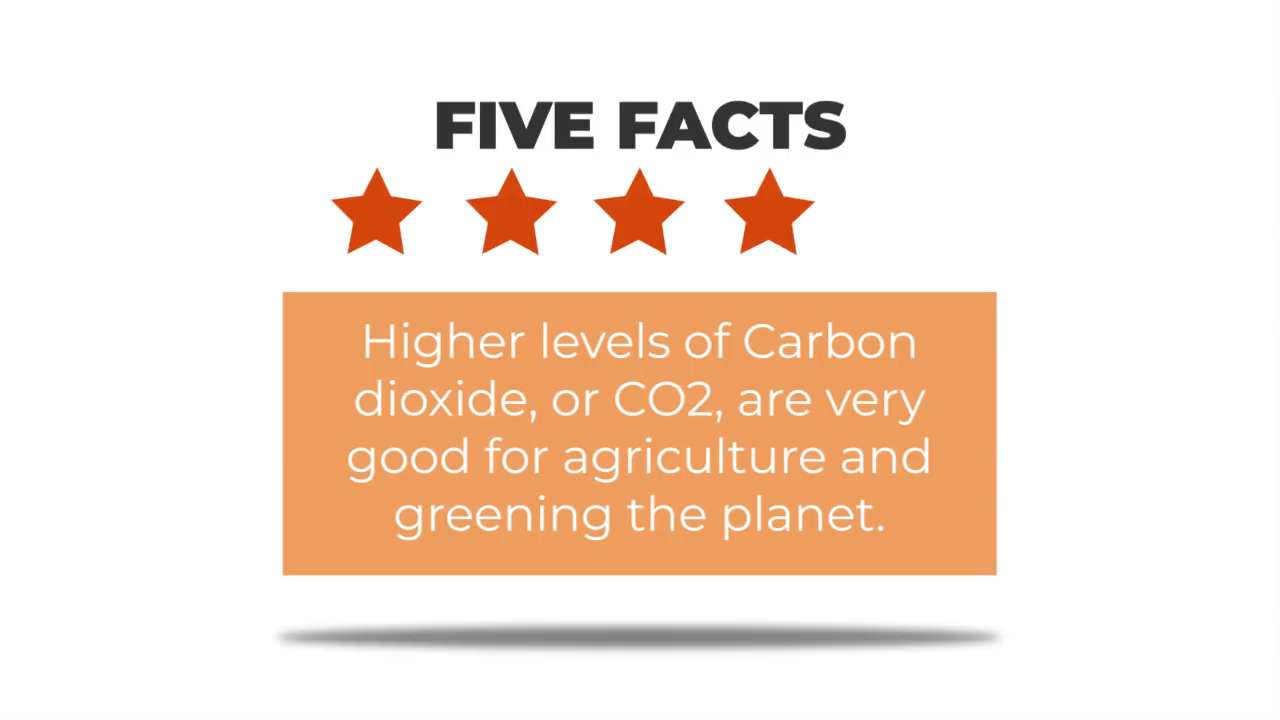 FIVE FACTS
Higher levels of Carbon
dioxide, or CO2, are very
good for agriculture and
greening the planet.